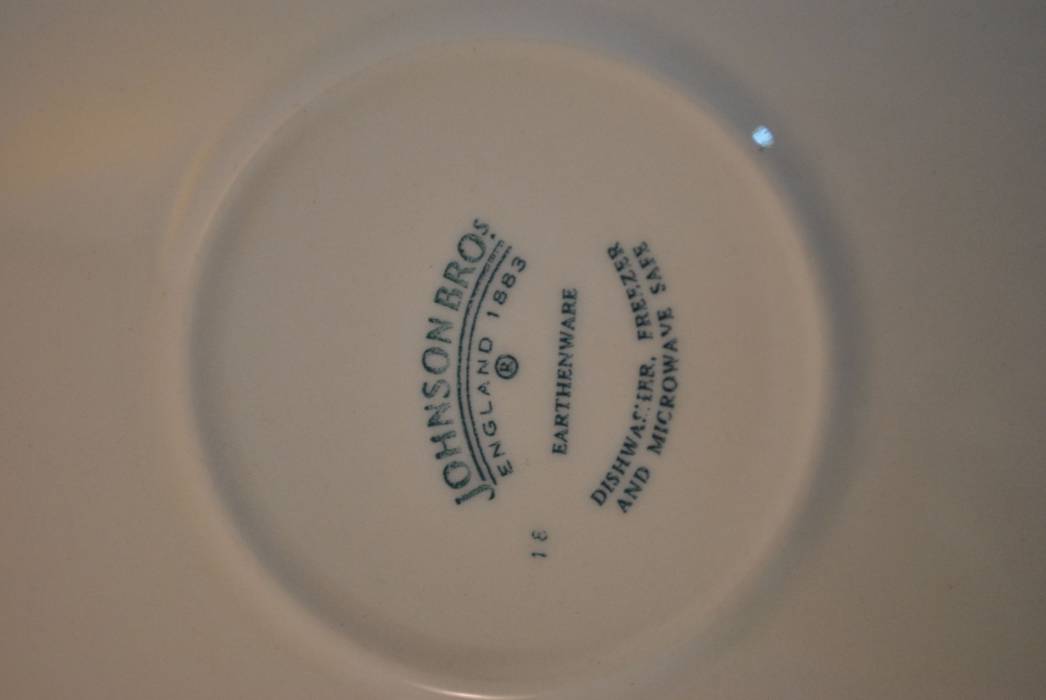 JOHNSON BROS.
ENGLAND 1883
®
EARTHENWARE
DISHWASHER, FREEZER
AND MICROWAVE SAFE
18